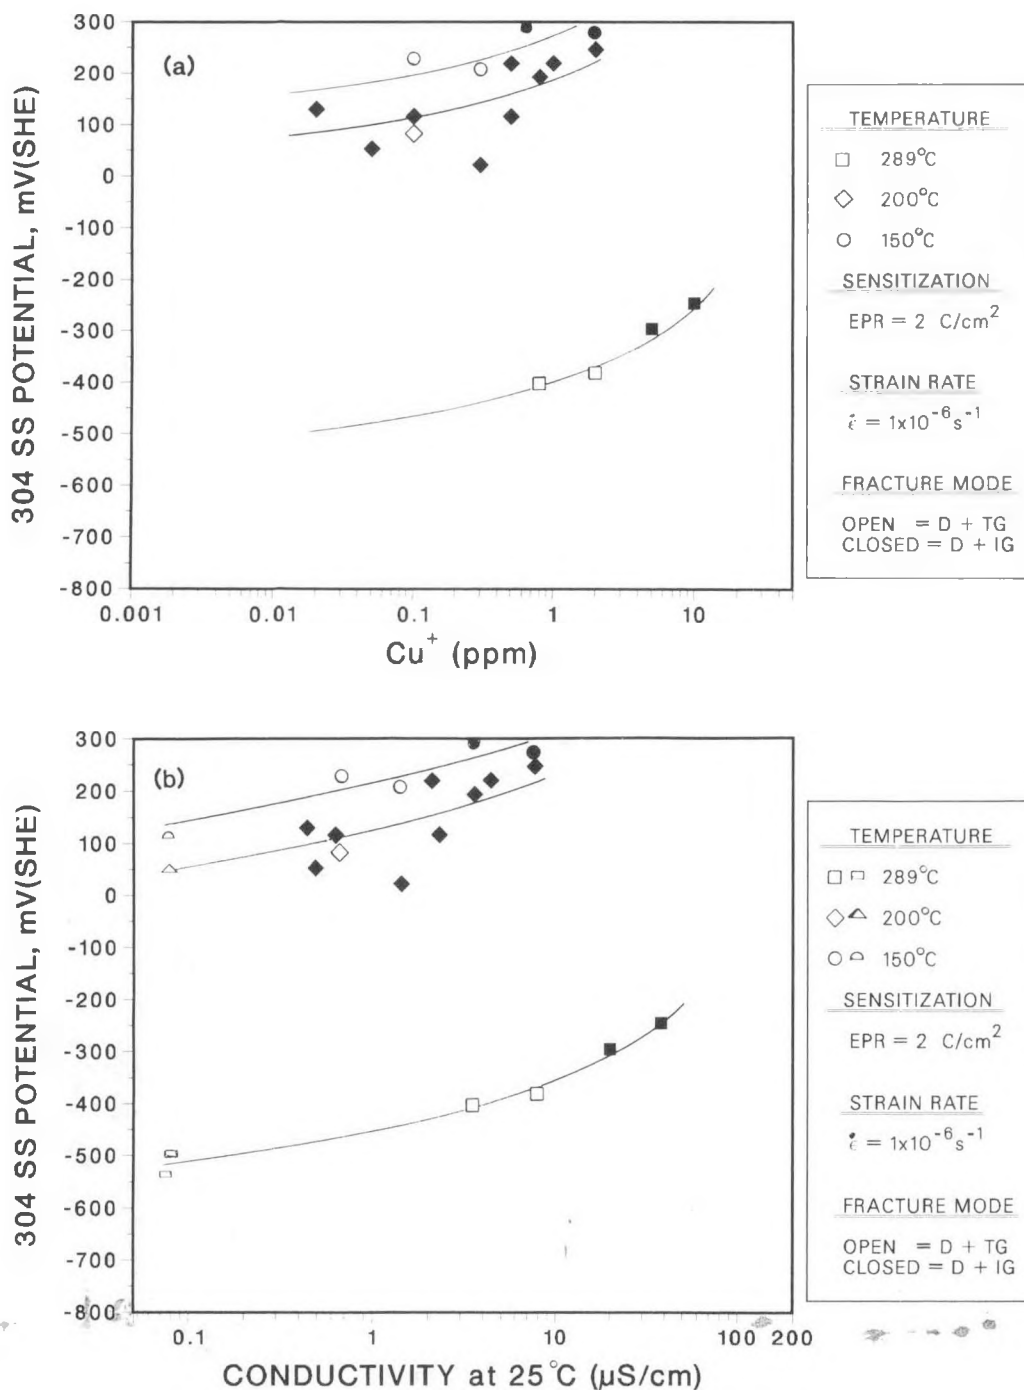 300
200
100
0
-100
-200
-300
-400
-500
-600
-700
-800
304 SS POTENTIAL, mV(SHE)
(a)
0.001 0.01 0.1 1 10
Cu⁺ (ppm)
TEMPERATURE
□ 289°C
◆ 200°C
○ 150°C
SENSITIZATION
EPR = 2 C/cm²
STRAIN RATE
ε̇ = 1x10⁻⁶s⁻¹
FRACTURE MODE
OPEN = D + TG
CLOSED = D + IG
300
200
100
0
-100
-200
-300
-400
-500
-600
-700
-800
304 SS POTENTIAL, mV(SHE)
(b)
0.1 1 10 100 200
CONDUCTIVITY at 25°C (µS/cm)
TEMPERATURE
289°C
200°C
150°C
SENSITIZATION
EPR = 2 C/cm²
STRAIN RATE
ε̇ = 1x10⁻⁶s⁻¹
FRACTURE MODE
OPEN = D + TG
CLOSED = D + IG